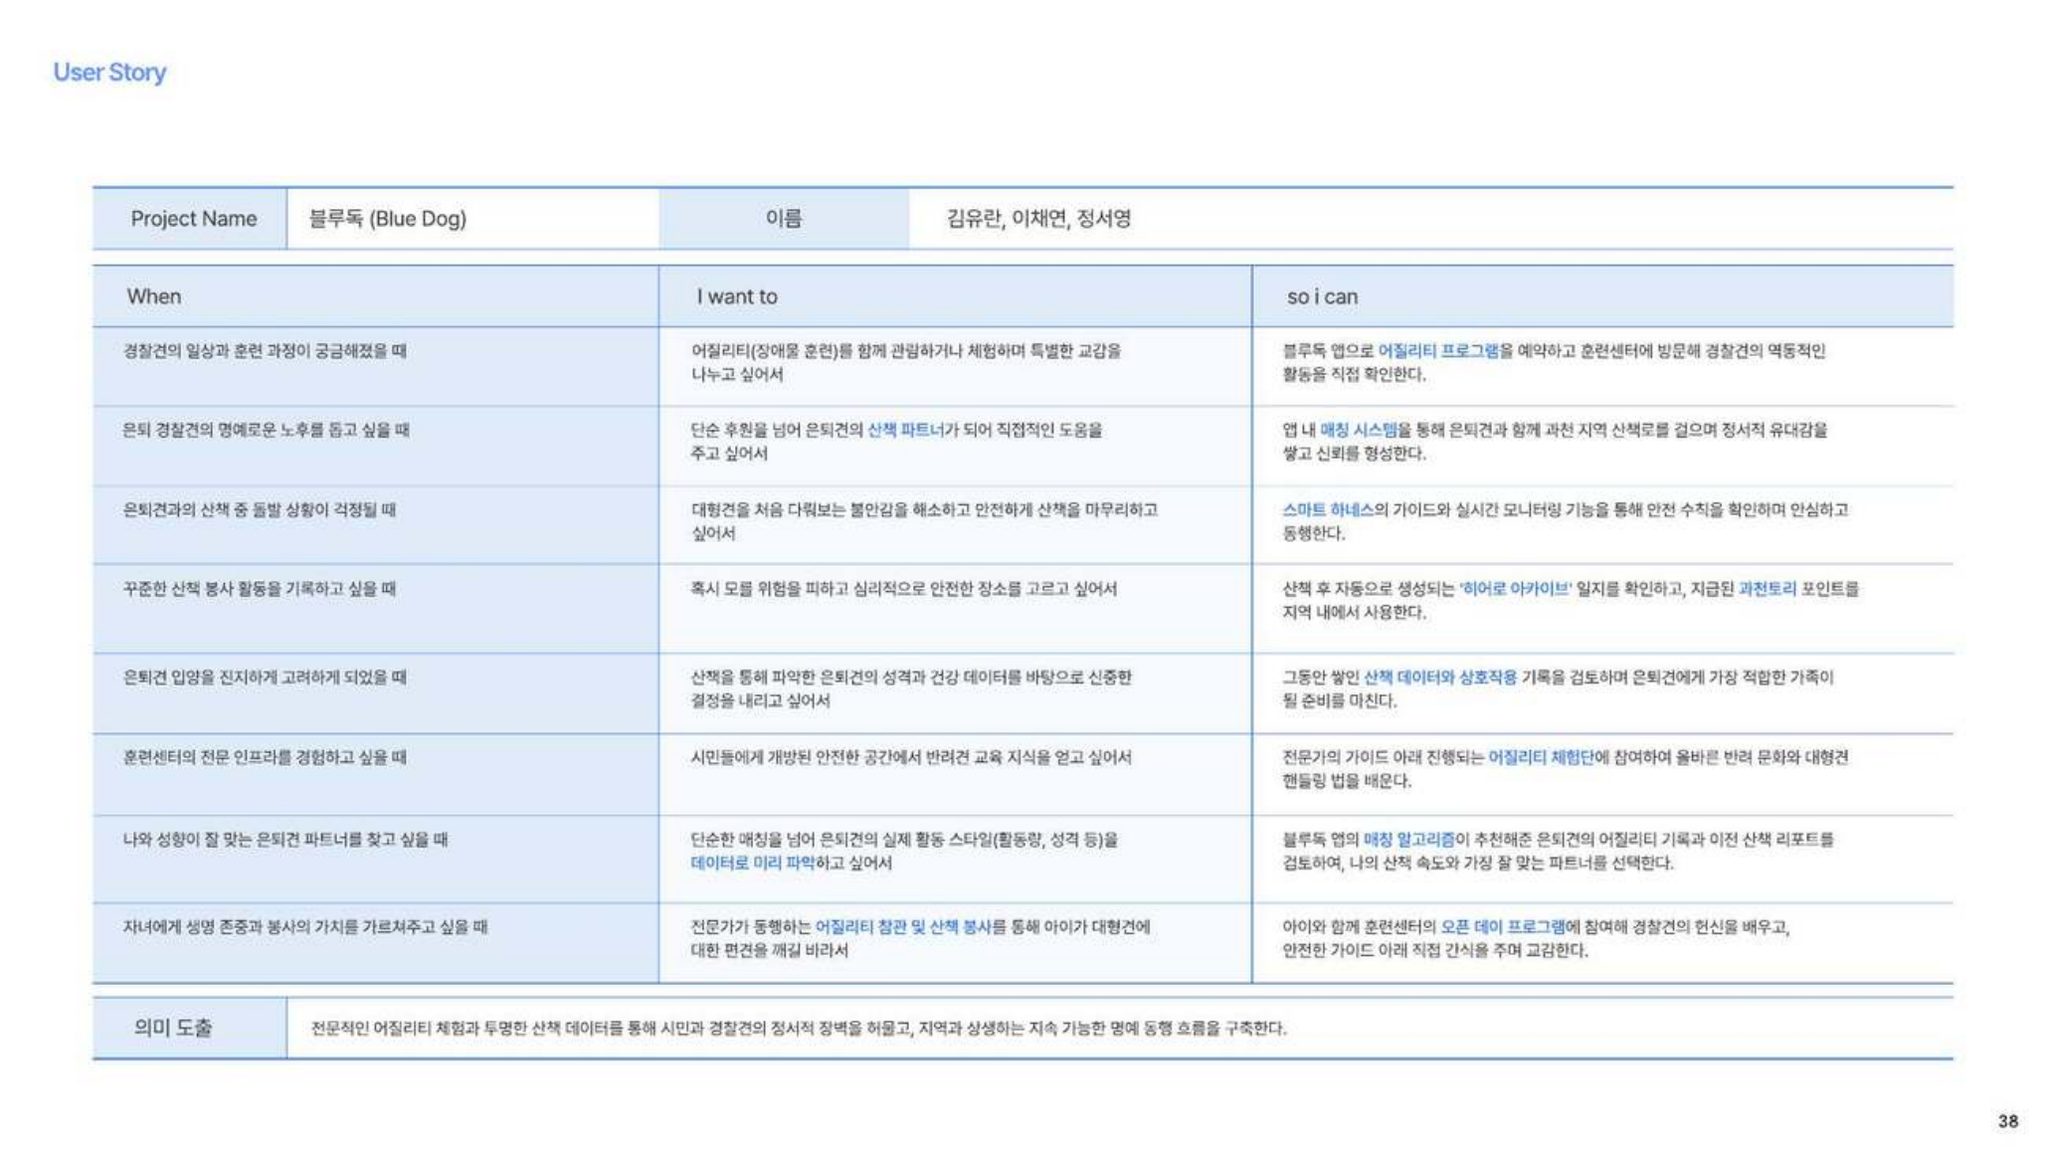 User Story
Project Name
블루독 (Blue Dog)
이름
김유란, 이채연, 정서영
When
I want to
so i can
경찰견의 일상과 훈련 과정이 궁금해졌을 때
어질리티(장애물 훈련)를 함께 관람하거나 체험하며 특별한 교감을
나누고 싶어서
블루독 앱으로 어질리티 프로그램을 예약하고 훈련센터에 방문해 경찰견의 역동적인
활동을 직접 확인한다.
은퇴 경찰견의 명예로운 노후를 돕고 싶을 때
단순 후원을 넘어 은퇴견의 산책 파트너가 되어 직접적인 도움을
주고 싶어서
앱 내 매칭 시스템을 통해 은퇴견과 함께 과천 지역 산책로를 걸으며 정서적 유대감을
쌓고 신뢰를 형성한다.
은퇴견과의 산책 중 돌발 상황이 걱정될 때
대형견을 처음 다뤄보는 불안감을 해소하고 안전하게 산책을 마무리하고
싶어서
스마트 하네스의 가이드와 실시간 모니터링 기능을 통해 안전 수칙을 확인하며 안심하고
동행한다.
꾸준한 산책 봉사 활동을 기록하고 싶을 때
혹시 모를 위험을 피하고 심리적으로 안전한 장소를 고르고 싶어서
산책 후 자동으로 생성되는 '히어로 아카이브' 일지를 확인하고, 지급된 과천토리 포인트를
지역 내에서 사용한다.
은퇴견 입양을 진지하게 고려하게 되었을 때
산책을 통해 파악한 은퇴견의 성격과 건강 데이터를 바탕으로 신중한
결정을 내리고 싶어서
그동안 쌓인 산책 데이터와 상호작용 기록을 검토하며 은퇴견에게 가장 적합한 가족이
될 준비를 마친다.
훈련센터의 전문 인프라를 경험하고 싶을 때
시민들에게 개방된 안전한 공간에서 반려견 교육 지식을 얻고 싶어서
전문가의 가이드 아래 진행되는 어질리티 체험단에 참여하여 올바른 반려 문화와 대형견
핸들링 법을 배운다.
나와 성향이 잘 맞는 은퇴견 파트너를 찾고 싶을 때
단순한 매칭을 넘어 은퇴견의 실제 활동 스타일(활동량, 성격 등)을
데이터로 미리 파악하고 싶어서
블루독 앱의 매칭 알고리즘이 추천해준 은퇴견의 어질리티 기록과 이전 산책 리포트를
검토하여, 나의 산책 속도와 가장 잘 맞는 파트너를 선택한다.
자녀에게 생명 존중과 봉사의 가치를 가르쳐주고 싶을 때
전문가가 동행하는 어질리티 참관 및 산책 봉사를 통해 아이가 대형견에
대한 편견을 깨길 바라서
아이와 함께 훈련센터의 오픈 데이 프로그램에 참여해 경찰견의 헌신을 배우고,
안전한 가이드 아래 직접 간식을 주며 교감한다.
의미 도출
전문적인 어질리티 체험과 투명한 산책 데이터를 통해 시민과 경찰견의 정서적 장벽을 허물고, 지역과 상생하는 지속 가능한 명예 동행 흐름을 구축한다.
38